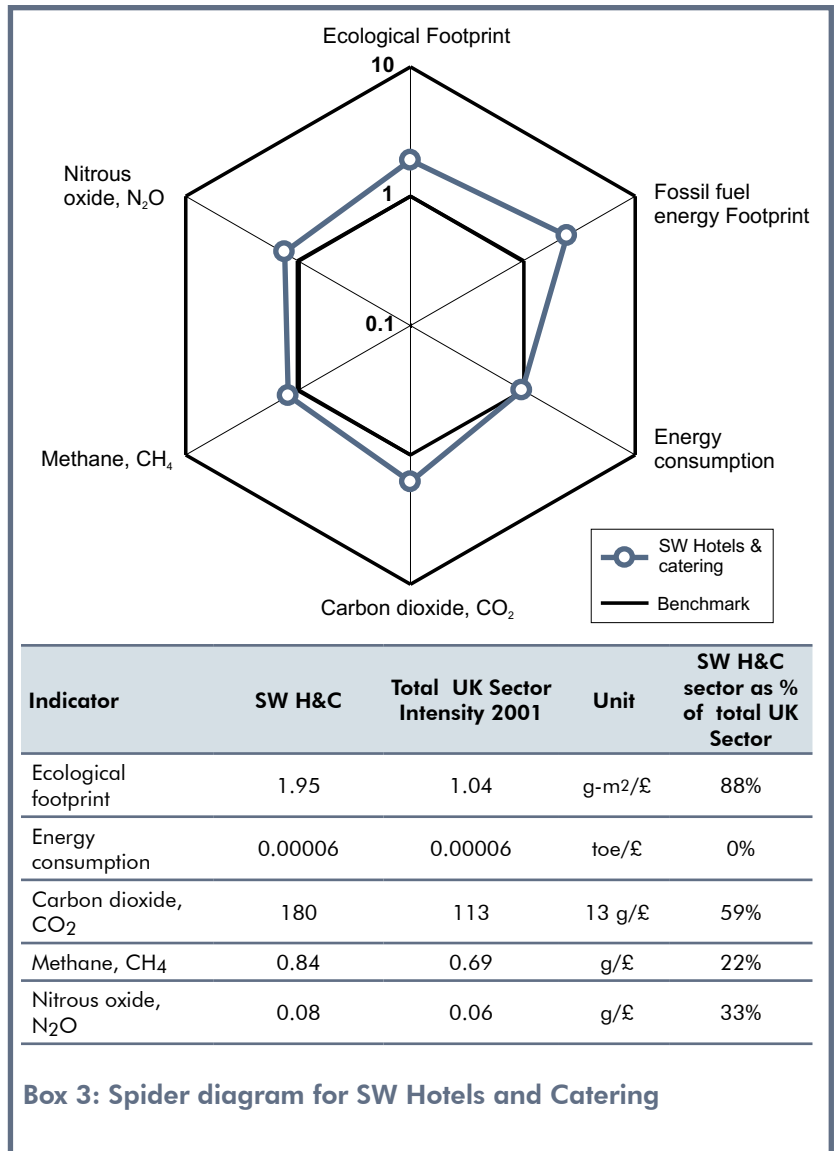 Ecological Footprint
10
Nitrous
oxide, N₂O
1
Fossil fuel
energy Footprint
0.1
Methane, CH₄
Energy
consumption
SW Hotels &
catering
Carbon dioxide, CO₂
Benchmark
Indicator
SW H&C
Total UK Sector
Intensity 2001
Unit
SW H&C
sector as %
of total UK
Sector
Ecological
footprint
1.95
1.04
g-m2/£
88%
Energy
consumption
0.00006
0.00006
toe/£
0%
Carbon dioxide,
CO2
180
113
13 g/£
59%
Methane, CH4
0.84
0.69
g/£
22%
Nitrous oxide,
N2O
0.08
0.06
g/£
33%
Box 3: Spider diagram for SW Hotels and Catering